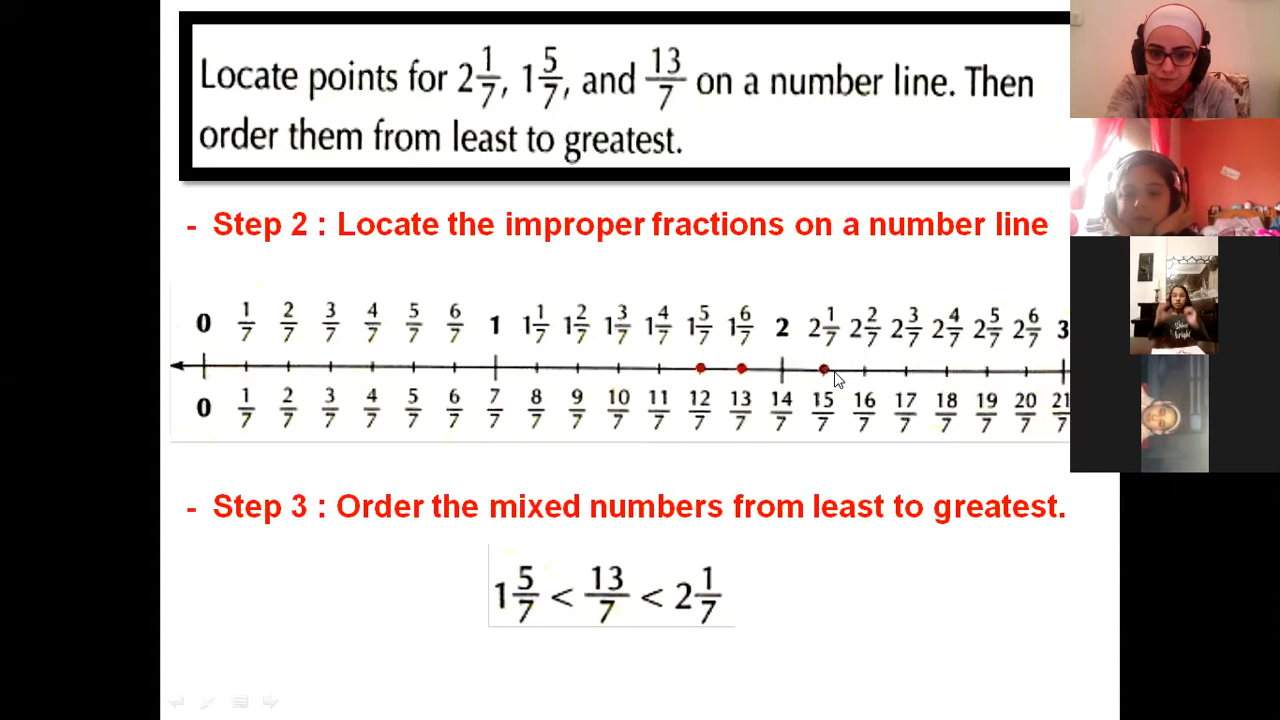 Locate points for 2 1/7, 1 5/7, and 13/7 on a number line. Then
order them from least to greatest.
- Step 2 : Locate the improper fractions on a number line
0 1/7 2/7 3/7 4/7 5/7 6/7 1 1 1/7 1 2/7 1 3/7 1 4/7 1 5/7 1 6/7 2 2 1/7 2 2/7 2 3/7 2 4/7 2 5/7 2 6/7 3
0 1/7 2/7 3/7 4/7 5/7 6/7 7/7 8/7 9/7 10/7 11/7 12/7 13/7 14/7 15/7 16/7 17/7 18/7 19/7 20/7 21/7
- Step 3 : Order the mixed numbers from least to greatest.
1 5/7 < 13/7 < 2 1/7